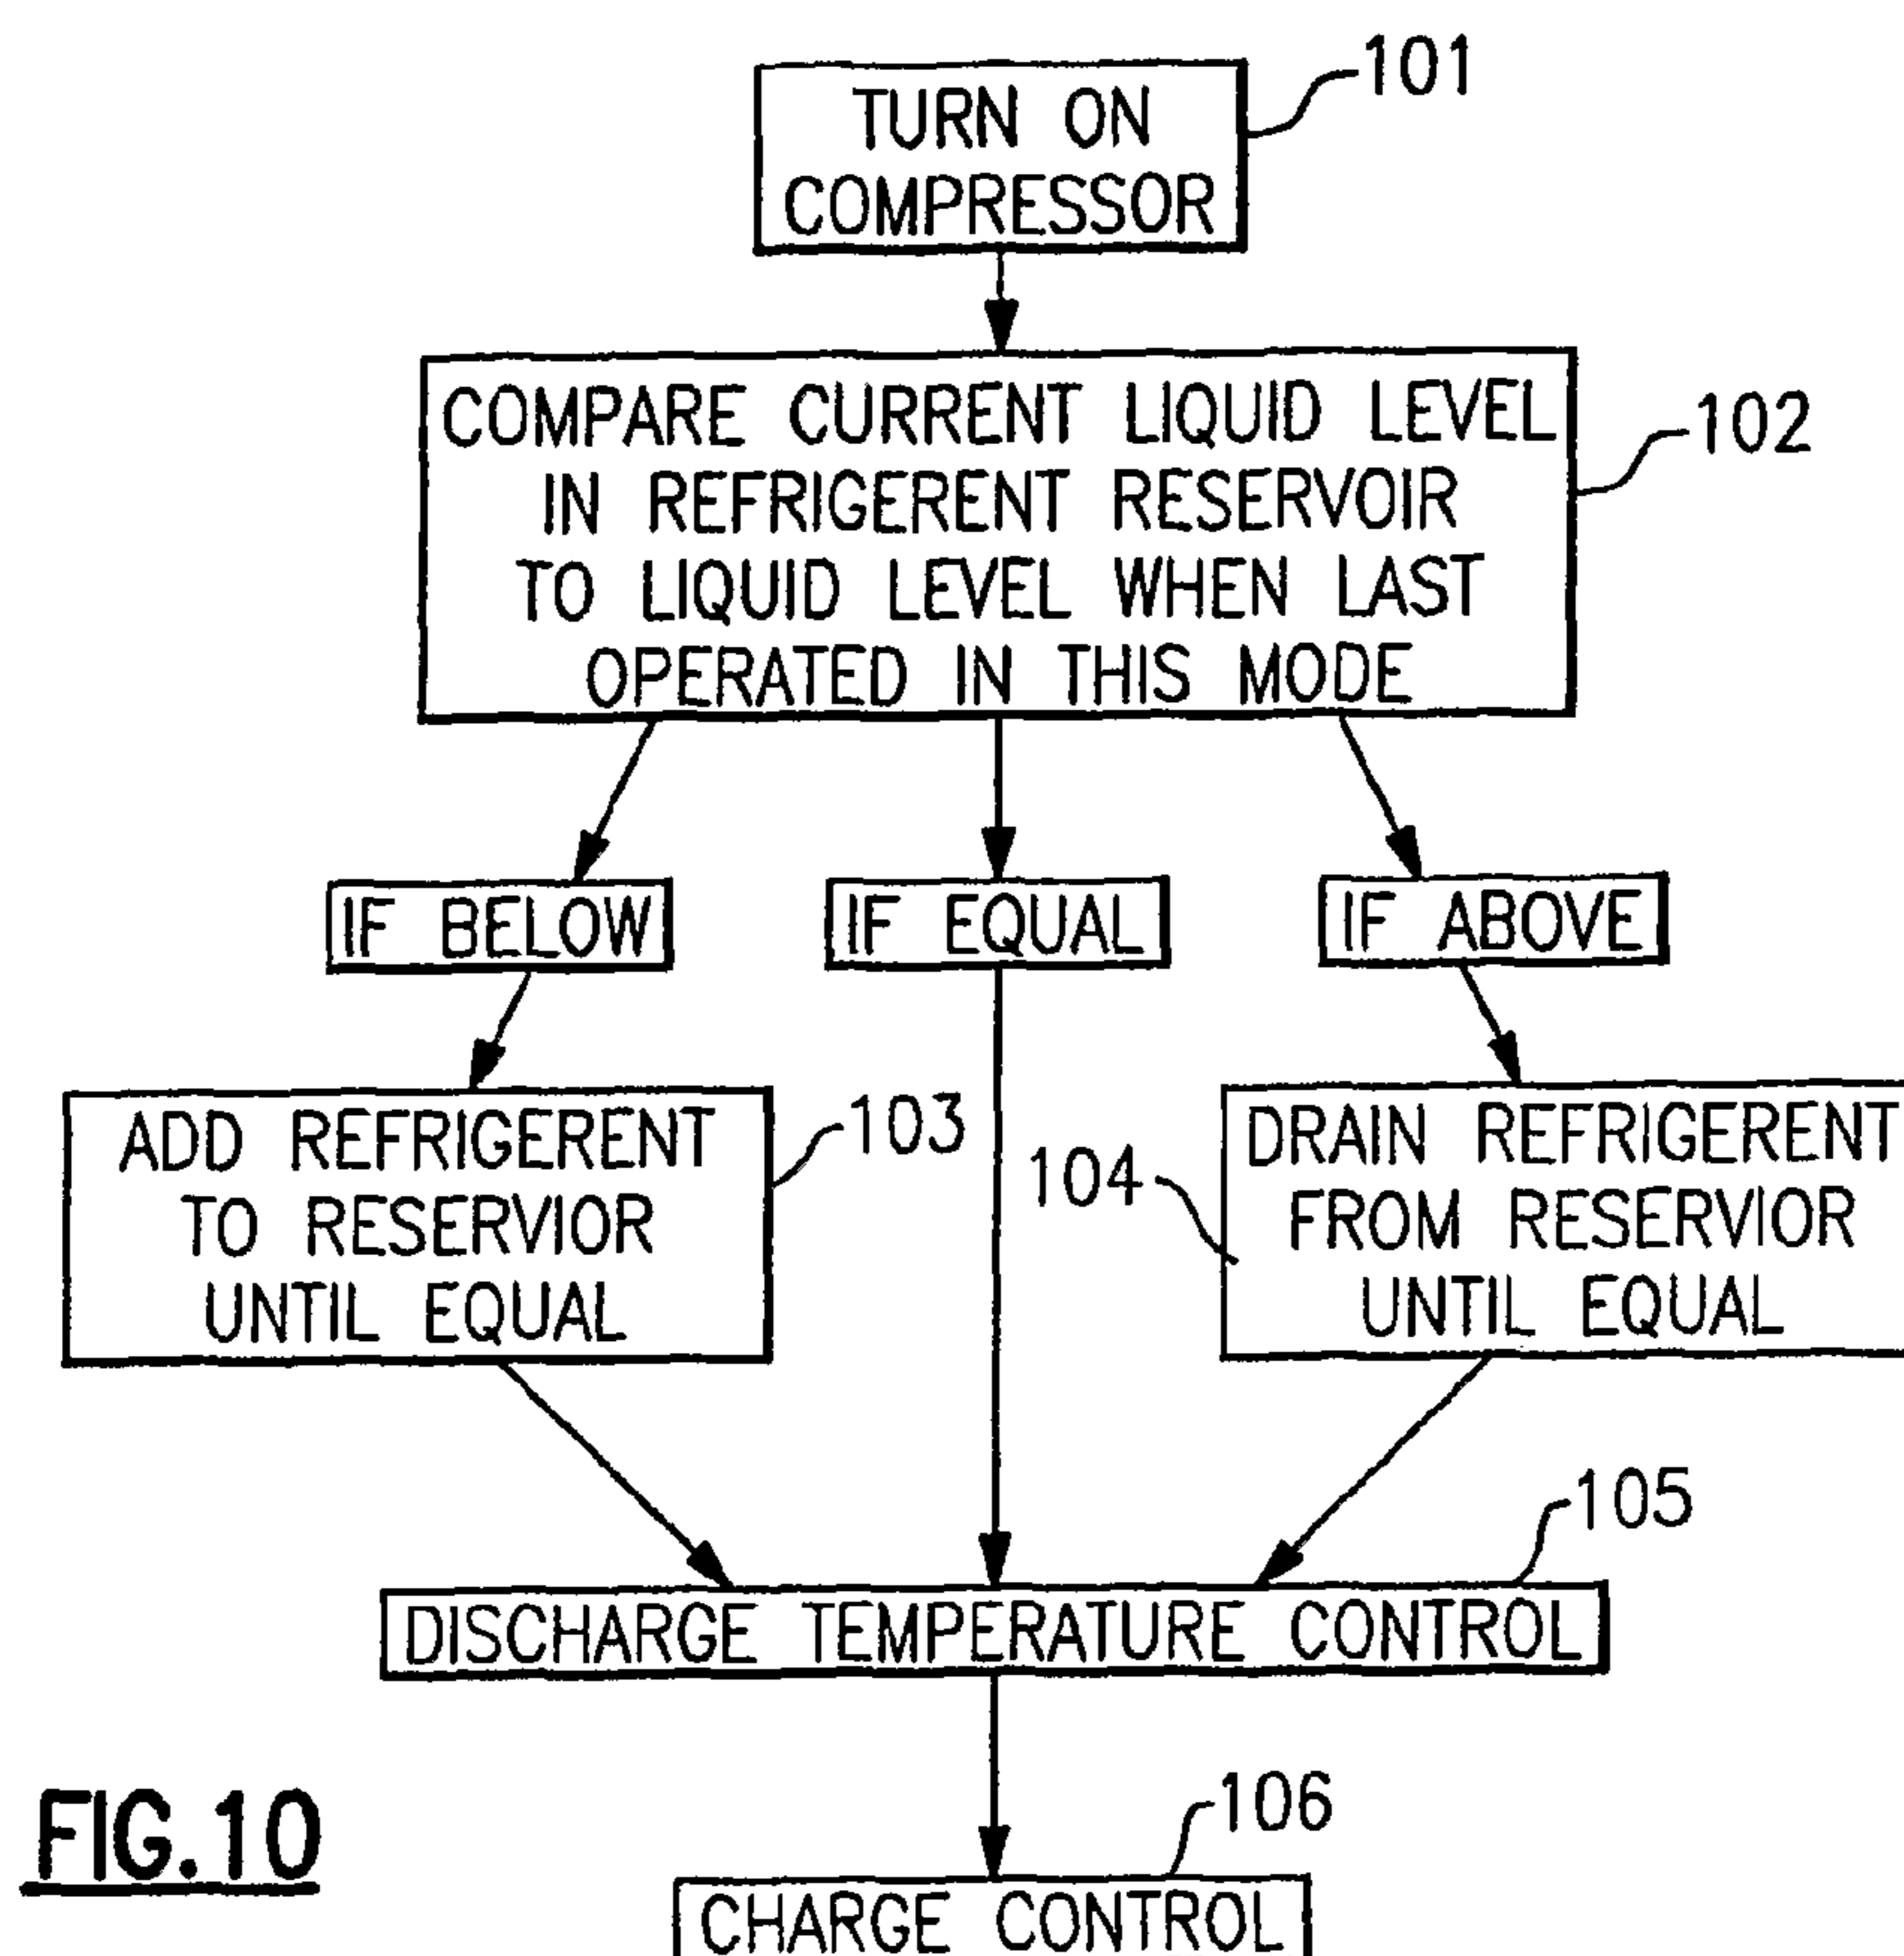 TURN ON
COMPRESSOR
101
COMPARE CURRENT LIQUID LEVEL
IN REFRIGERENT RESERVOIR
TO LIQUID LEVEL WHEN LAST
OPERATED IN THIS MODE
102
IF BELOW
IF EQUAL
IF ABOVE
ADD REFRIGERENT
TO RESERVIOR
UNTIL EQUAL
103
104
DRAIN REFRIGERENT
FROM RESERVIOR
UNTIL EQUAL
105
DISCHARGE TEMPERATURE CONTROL
106
CHARGE CONTROL
FIG.10